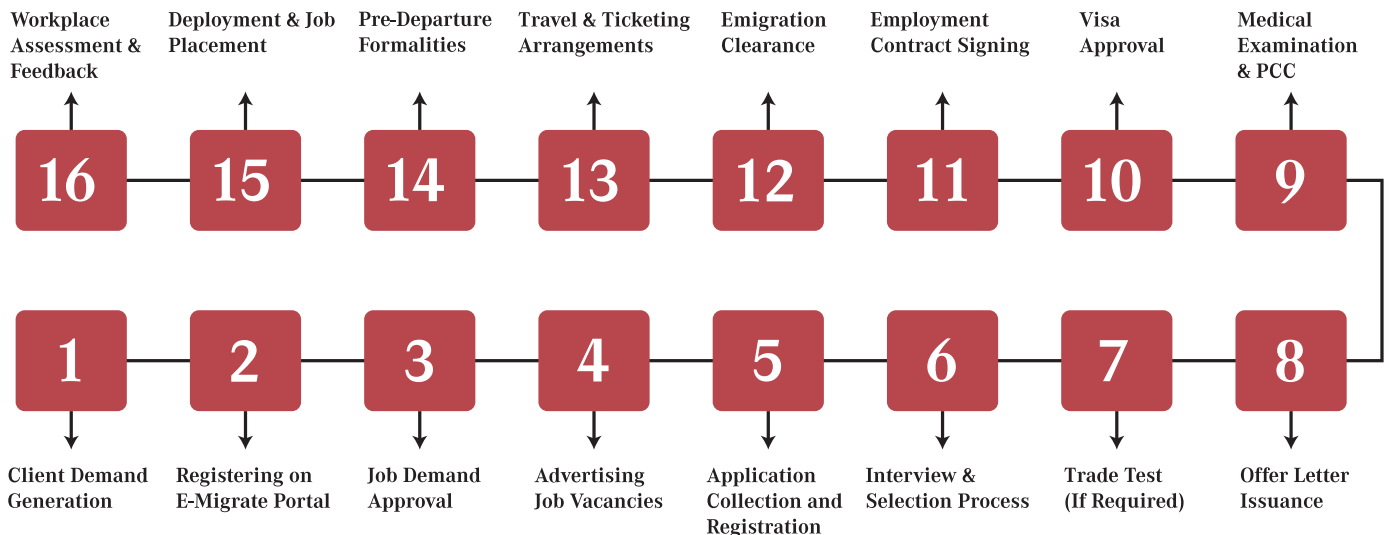 Workplace
Assessment &
Feedback
Deployment & Job
Placement
Pre-Departure
Formalities
Travel & Ticketing
Arrangements
Emigration
Clearance
Employment
Contract Signing
Visa
Approval
Medical
Examination
& PCC
16
15
14
13
12
11
10
9
1
2
3
4
5
6
7
8
Client Demand
Generation
Registering on
E-Migrate Portal
Job Demand
Approval
Advertising
Job Vacancies
Application
Collection and
Registration
Interview &
Selection Process
Trade Test
(If Required)
Offer Letter
Issuance